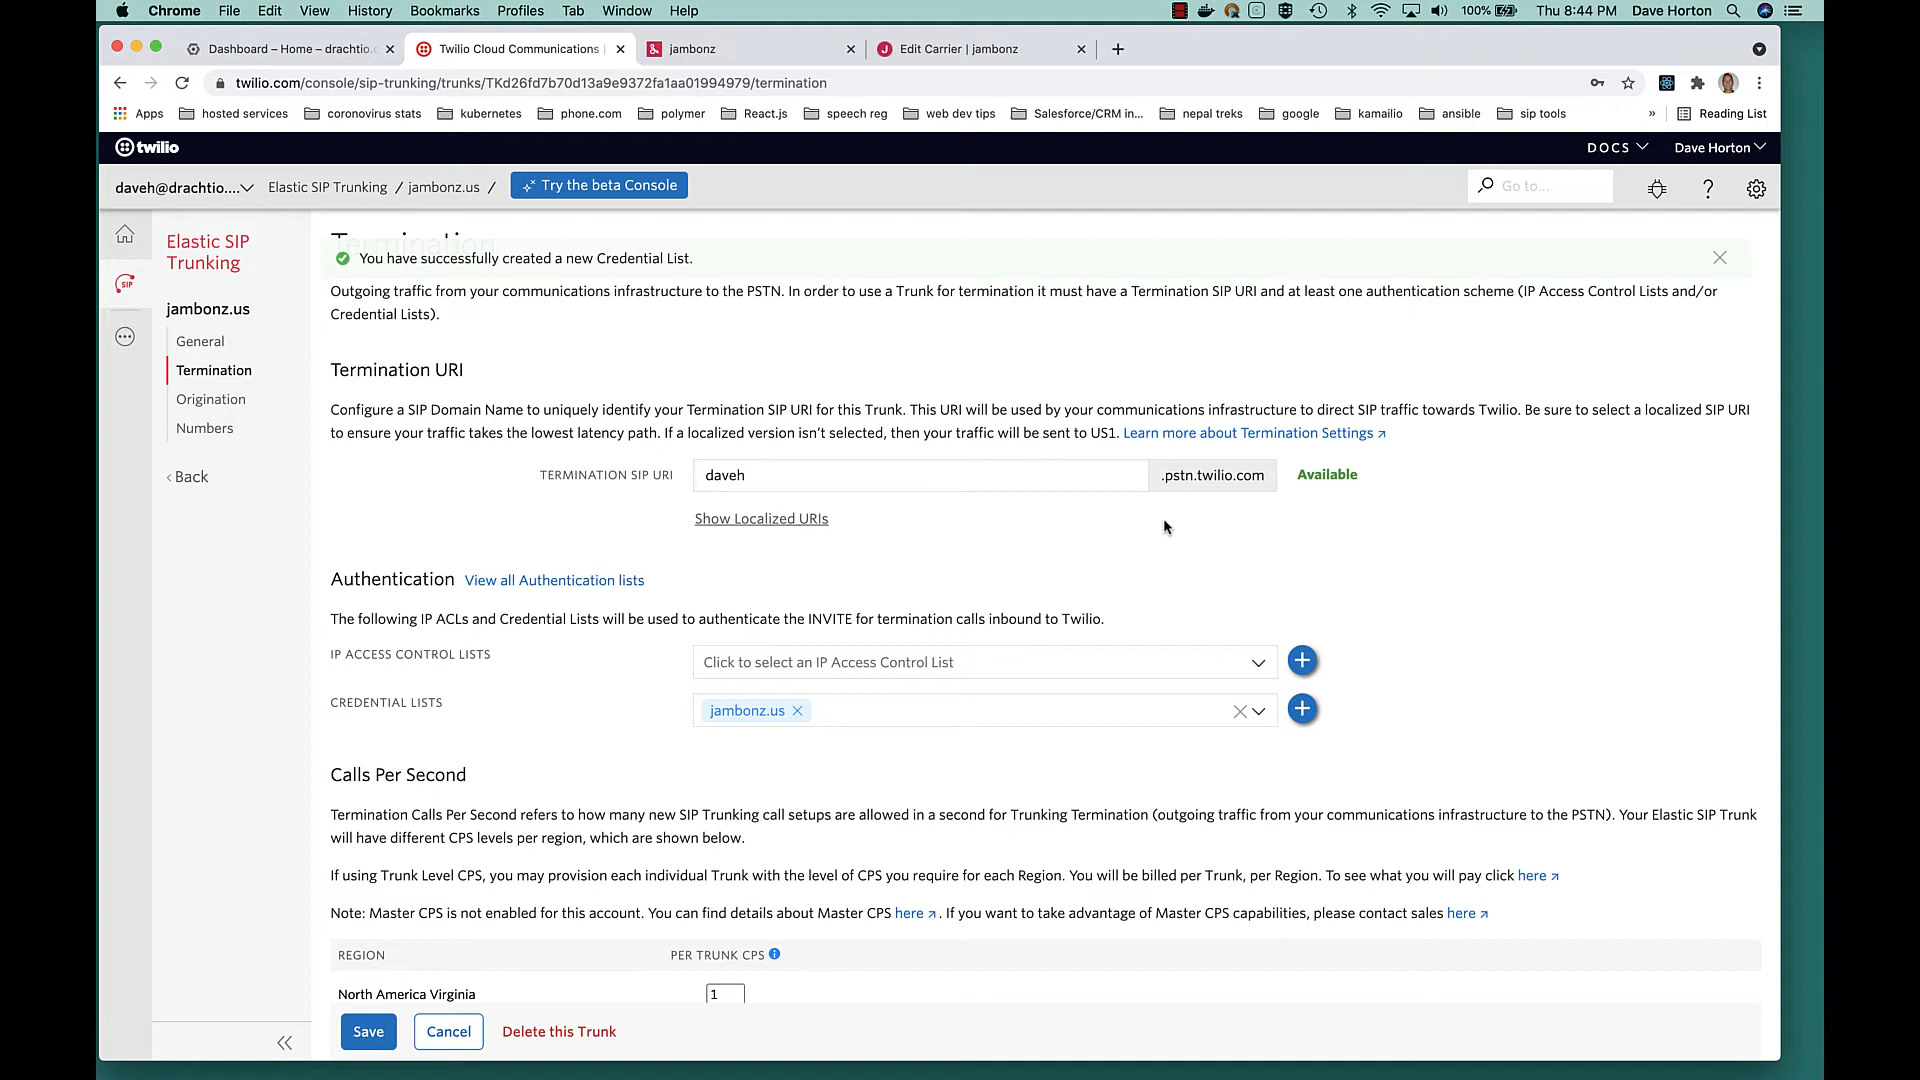 Chrome File Edit View History Bookmarks Profiles Tab Window Help 100% Thu 8:44 PM Dave Horton
Dashboard – Home – drachtio.c Twilio Cloud Communications | jambonz Edit Carrier | jambonz
twilio.com/console/sip-trunking/trunks/TKd26fd7b70d13a9e9372fa1aa01994979/termination
Apps hosted services coronovirus stats kubernetes phone.com polymer React.js speech reg web dev tips Salesforce/CRM in... nepal treks google kamailio ansible sip tools » Reading List
twilio DOCS Dave Horton
daveh@drachtio.... Elastic SIP Trunking / jambonz.us / Try the beta Console Go to...
Elastic SIP
Trunking
SIP
jambonz.us
General
Termination
Origination
Numbers
Back
Termination
You have successfully created a new Credential List.
Outgoing traffic from your communications infrastructure to the PSTN. In order to use a Trunk for termination it must have a Termination SIP URI and at least one authentication scheme (IP Access Control Lists and/or
Credential Lists).
Termination URI
Configure a SIP Domain Name to uniquely identify your Termination SIP URI for this Trunk. This URI will be used by your communications infrastructure to direct SIP traffic towards Twilio. Be sure to select a localized SIP URI
to ensure your traffic takes the lowest latency path. If a localized version isn't selected, then your traffic will be sent to US1. Learn more about Termination Settings
TERMINATION SIP URI daveh .pstn.twilio.com Available
Show Localized URIs
Authentication View all Authentication lists
The following IP ACLs and Credential Lists will be used to authenticate the INVITE for termination calls inbound to Twilio.
IP ACCESS CONTROL LISTS Click to select an IP Access Control List
CREDENTIAL LISTS jambonz.us
Calls Per Second
Termination Calls Per Second refers to how many new SIP Trunking call setups are allowed in a second for Trunking Termination (outgoing traffic from your communications infrastructure to the PSTN). Your Elastic SIP Trunk
will have different CPS levels per region, which are shown below.
If using Trunk Level CPS, you may provision each individual Trunk with the level of CPS you require for each Region. You will be billed per Trunk, per Region. To see what you will pay click here
Note: Master CPS is not enabled for this account. You can find details about Master CPS here . If you want to take advantage of Master CPS capabilities, please contact sales here
REGION PER TRUNK CPS
North America Virginia 1
Save Cancel Delete this Trunk